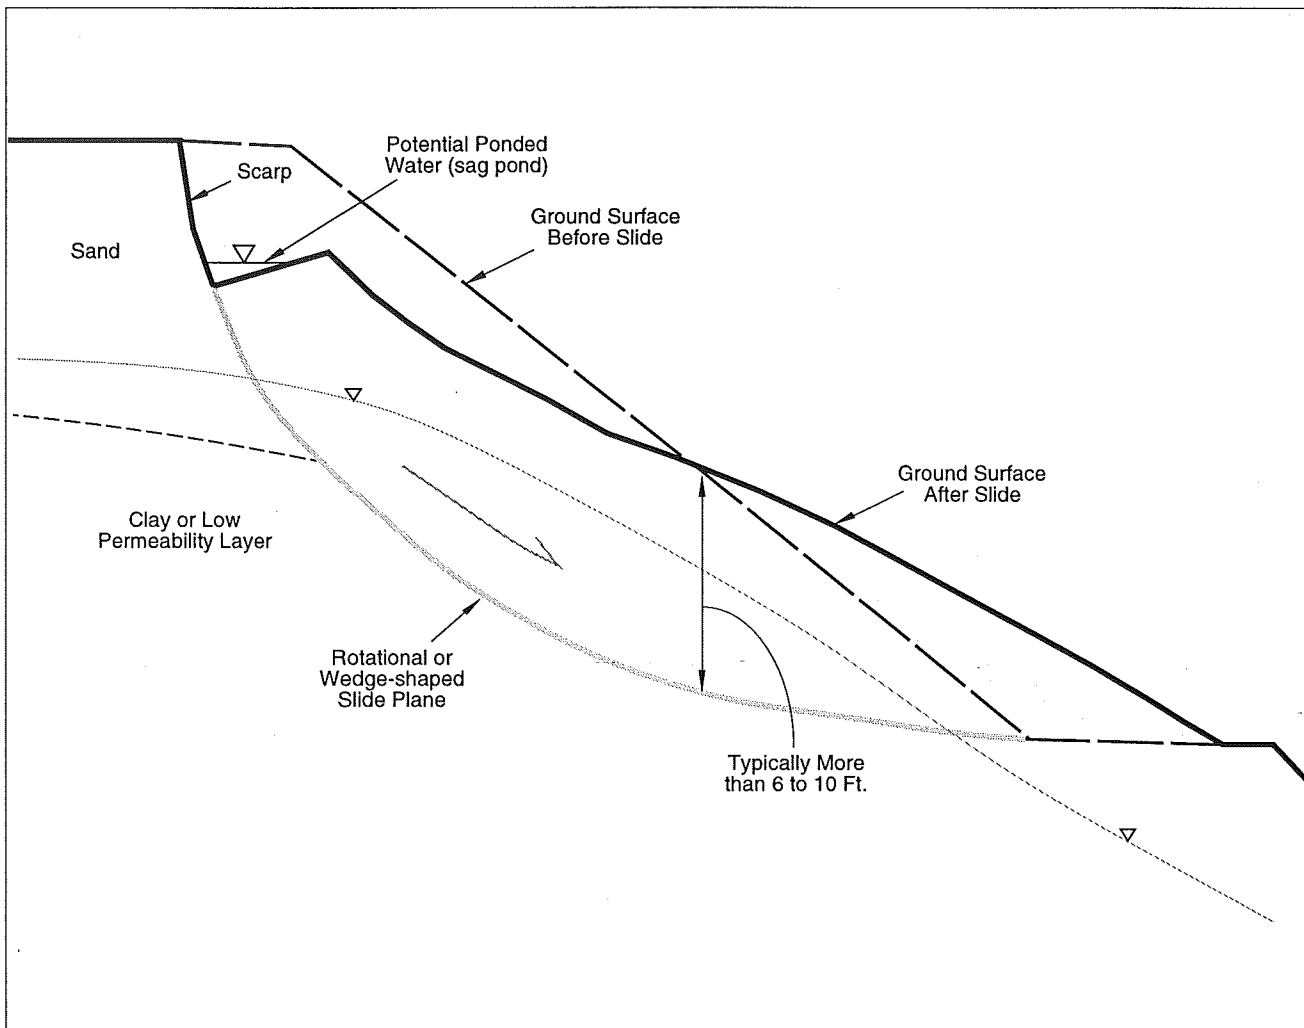 Potential Ponded
Water (sag pond)
Scarp
Ground Surface
Before Slide
Sand
Ground Surface
After Slide
Clay or Low
Permeability Layer
Rotational or
Wedge-shaped
Slide Plane
Typically More
than 6 to 10 Ft.